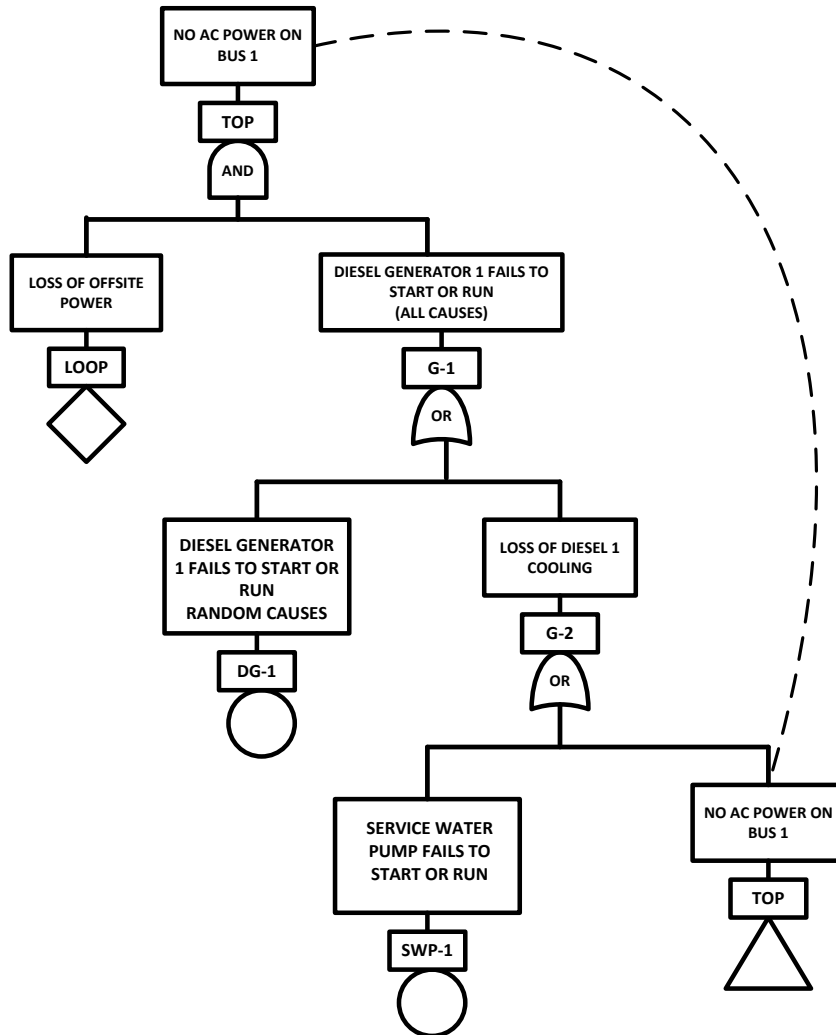 NO AC POWER ON
BUS 1
TOP
AND
LOSS OF OFFSITE
POWER
LOOP
DIESEL GENERATOR 1 FAILS TO
START OR RUN
(ALL CAUSES)
G-1
OR
DIESEL GENERATOR
1 FAILS TO START OR
RUN
RANDOM CAUSES
DG-1
LOSS OF DIESEL 1
COOLING
G-2
OR
SERVICE WATER
PUMP FAILS TO
START OR RUN
SWP-1
NO AC POWER ON
BUS 1
TOP